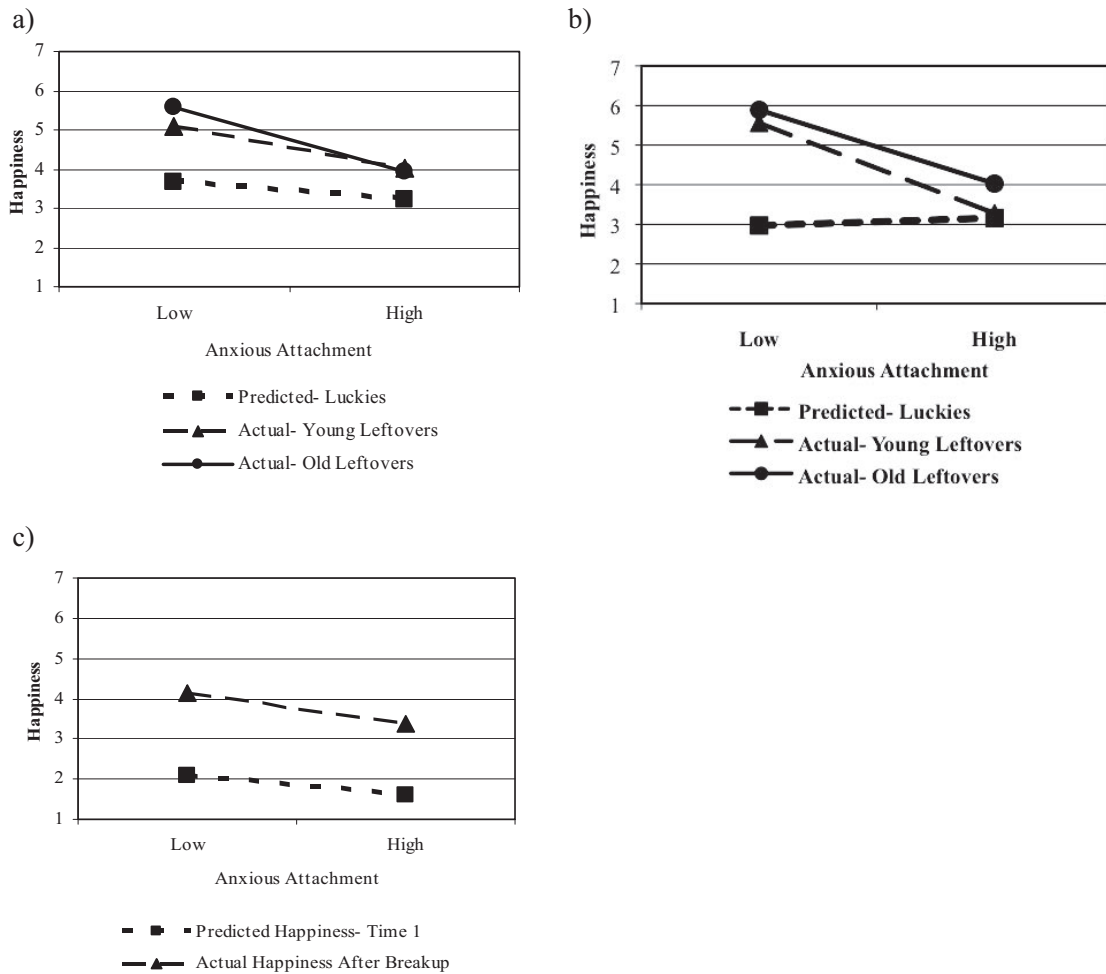 a)
7
6
5
4
3
2
1
Happiness
Low High
Anxious Attachment
Predicted- Luckies
Actual- Young Leftovers
Actual- Old Leftovers
b)
7
6
5
4
3
2
1
Happiness
Low High
Anxious Attachment
Predicted- Luckies
Actual- Young Leftovers
Actual- Old Leftovers
c)
7
6
5
4
3
2
1
Happiness
Low High
Anxious Attachment
Predicted Happiness- Time 1
Actual Happiness After Breakup